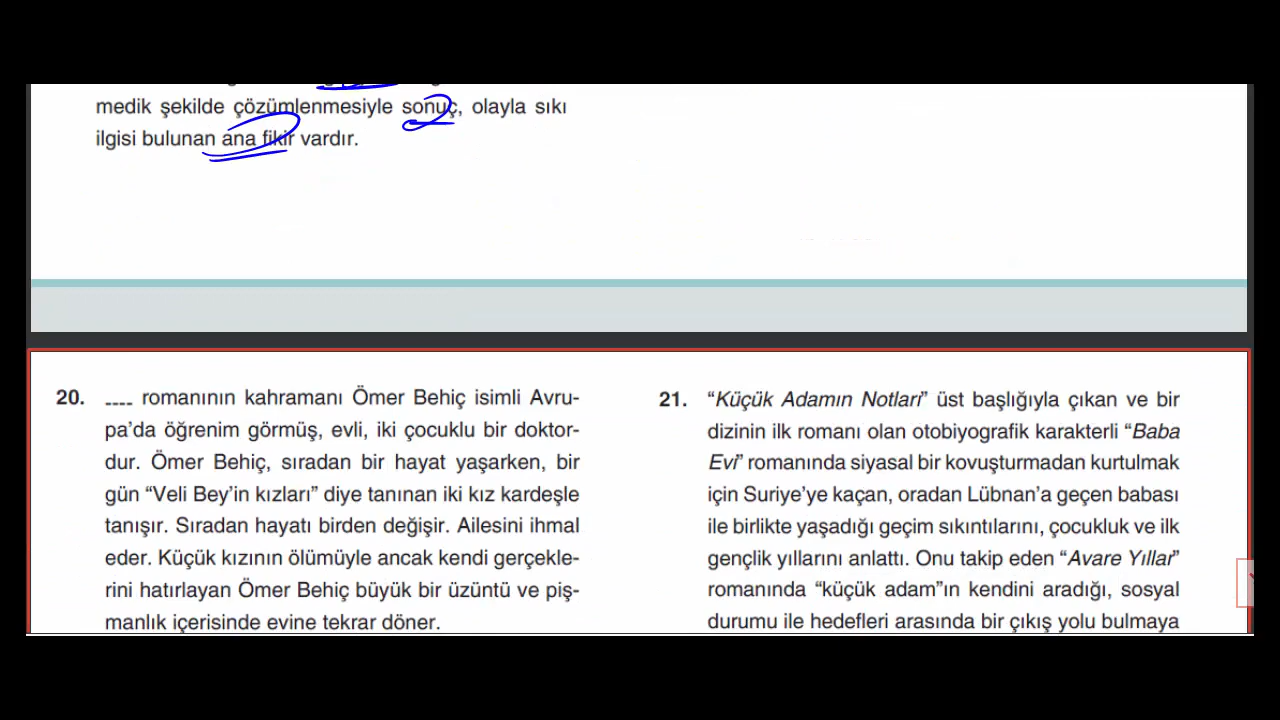 medik şekilde çözümlenmesiyle sonuç, olayla sıkı
ilgisi bulunan ana fikir vardır.
20. ---- romanının kahramanı Ömer Behiç isimli Avru-
pa’da öğrenim görmüş, evli, iki çocuklu bir doktor-
dur. Ömer Behiç, sıradan bir hayat yaşarken, bir
gün “Veli Bey’in kızları” diye tanınan iki kız kardeşle
tanışır. Sıradan hayatı birden değişir. Ailesini ihmal
eder. Küçük kızının ölümüyle ancak kendi gerçekle-
rini hatırlayan Ömer Behiç büyük bir üzüntü ve piş-
manlık içerisinde evine tekrar döner.
21. “Küçük Adamın Notları” üst başlığıyla çıkan ve bir
dizinin ilk romanı olan otobiyografik karakterli “Baba
Evi” romanında siyasal bir kovuşturmadan kurtulmak
için Suriye’ye kaçan, oradan Lübnan’a geçen babası
ile birlikte yaşadığı geçim sıkıntılarını, çocukluk ve ilk
gençlik yıllarını anlattı. Onu takip eden “Avare Yıllar”
romanında “küçük adam”ın kendini aradığı, sosyal
durumu ile hedefleri arasında bir çıkış yolu bulmaya